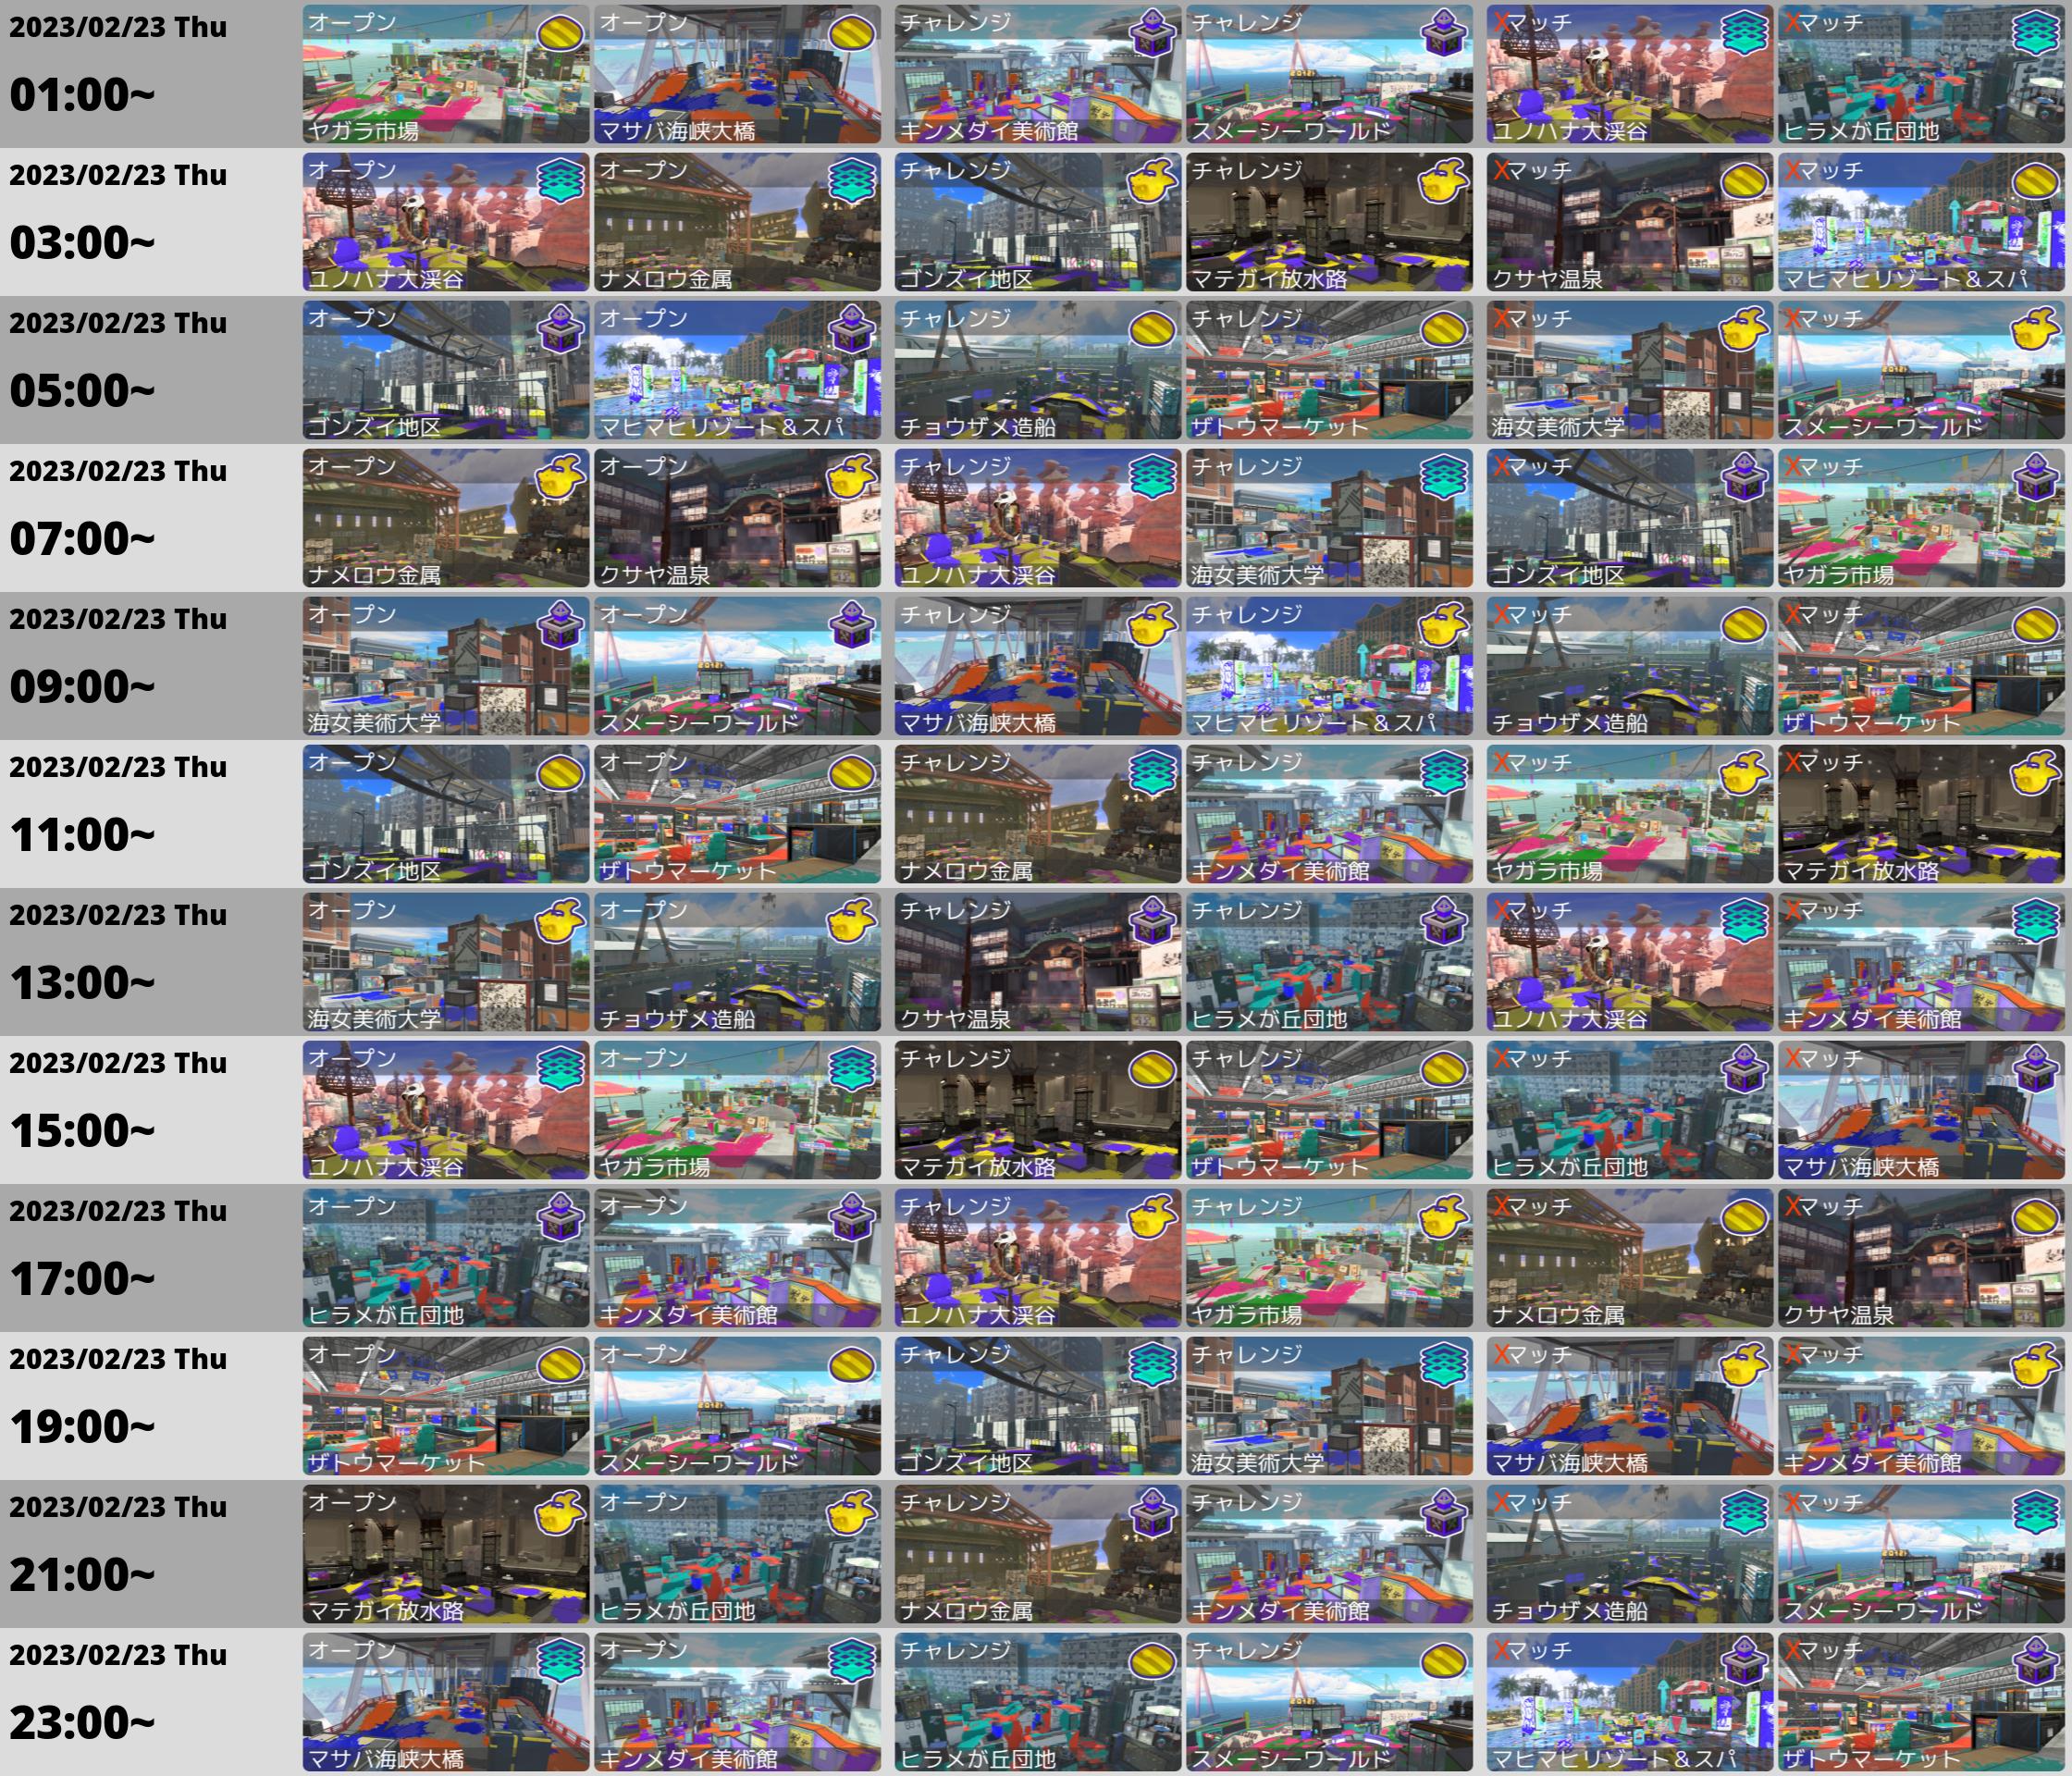 2023/02/23 Thu
01:00~
オープン オープン チャレンジ チャレンジ Xマッチ Xマッチ
ヤガラ市場 マサバ海峡大橋 キンメダイ美術館 スメーシーワールド ユノハナ大渓谷 ヒラメが丘団地
2023/02/23 Thu
03:00~
オープン オープン チャレンジ チャレンジ Xマッチ Xマッチ
ユノハナ大渓谷 ナメロウ金属 ゴンズイ地区 マテガイ放水路 クサヤ温泉 マヒマヒリゾート&スパ
2023/02/23 Thu
05:00~
オープン オープン チャレンジ チャレンジ Xマッチ Xマッチ
ゴンズイ地区 マヒマヒリゾート&スパ チョウザメ造船 ザトウマーケット 海女美術大学 スメーシーワールド
2023/02/23 Thu
07:00~
オープン オープン チャレンジ チャレンジ Xマッチ Xマッチ
ナメロウ金属 クサヤ温泉 ユノハナ大渓谷 海女美術大学 ゴンズイ地区 ヤガラ市場
2023/02/23 Thu
09:00~
オープン オープン チャレンジ チャレンジ Xマッチ Xマッチ
海女美術大学 スメーシーワールド マサバ海峡大橋 マヒマヒリゾート&スパ チョウザメ造船 ザトウマーケット
2023/02/23 Thu
11:00~
オープン オープン チャレンジ チャレンジ Xマッチ Xマッチ
ゴンズイ地区 ザトウマーケット ナメロウ金属 キンメダイ美術館 ヤガラ市場 マテガイ放水路
2023/02/23 Thu
13:00~
オープン オープン チャレンジ チャレンジ Xマッチ Xマッチ
海女美術大学 チョウザメ造船 クサヤ温泉 ヒラメが丘団地 ユノハナ大渓谷 キンメダイ美術館
2023/02/23 Thu
15:00~
オープン オープン チャレンジ チャレンジ Xマッチ Xマッチ
ユノハナ大渓谷 ヤガラ市場 マテガイ放水路 ザトウマーケット ヒラメが丘団地 マサバ海峡大橋
2023/02/23 Thu
17:00~
オープン オープン チャレンジ チャレンジ Xマッチ Xマッチ
ヒラメが丘団地 キンメダイ美術館 ユノハナ大渓谷 ヤガラ市場 ナメロウ金属 クサヤ温泉
2023/02/23 Thu
19:00~
オープン オープン チャレンジ チャレンジ Xマッチ Xマッチ
ザトウマーケット スメーシーワールド ゴンズイ地区 海女美術大学 マサバ海峡大橋 キンメダイ美術館
2023/02/23 Thu
21:00~
オープン オープン チャレンジ チャレンジ Xマッチ Xマッチ
マテガイ放水路 ヒラメが丘団地 ナメロウ金属 キンメダイ美術館 チョウザメ造船 スメーシーワールド
2023/02/23 Thu
23:00~
オープン オープン チャレンジ チャレンジ Xマッチ Xマッチ
マサバ海峡大橋 キンメダイ美術館 ヒラメが丘団地 スメーシーワールド マヒマヒリゾート&スパ ザトウマーケット